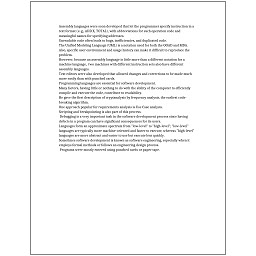 Assembly languages were soon developed that let the programmer specify instruction in a
text format (e.g., ADD X, TOTAL), with abbreviations for each operation code and
meaningful names for specifying addresses.
Unreadable code often leads to bugs, inefficiencies, and duplicated code.
The Unified Modeling Language (UML) is a notation used for both the OOAD and MDA.
Also, specific user environment and usage history can make it difficult to reproduce the
problem.
However, because an assembly language is little more than a different notation for a
machine language, two machines with different instruction sets also have different
assembly languages.
Text editors were also developed that allowed changes and corrections to be made much
more easily than with punched cards.
Programming languages are essential for software development.
Many factors, having little or nothing to do with the ability of the computer to efficiently
compile and execute the code, contribute to readability.
He gave the first description of cryptanalysis by frequency analysis, the earliest code-
breaking algorithm.
One approach popular for requirements analysis is Use Case analysis.
Scripting and breakpointing is also part of this process.
Debugging is a very important task in the software development process since having
defects in a program can have significant consequences for its users.
Languages form an approximate spectrum from "low-level" to "high-level"; "low-level"
languages are typically more machine-oriented and faster to execute, whereas "high-level"
languages are more abstract and easier to use but execute less quickly.
Sometimes software development is known as software engineering, especially when it
employs formal methods or follows an engineering design process.
Programs were mostly entered using punched cards or paper tape.